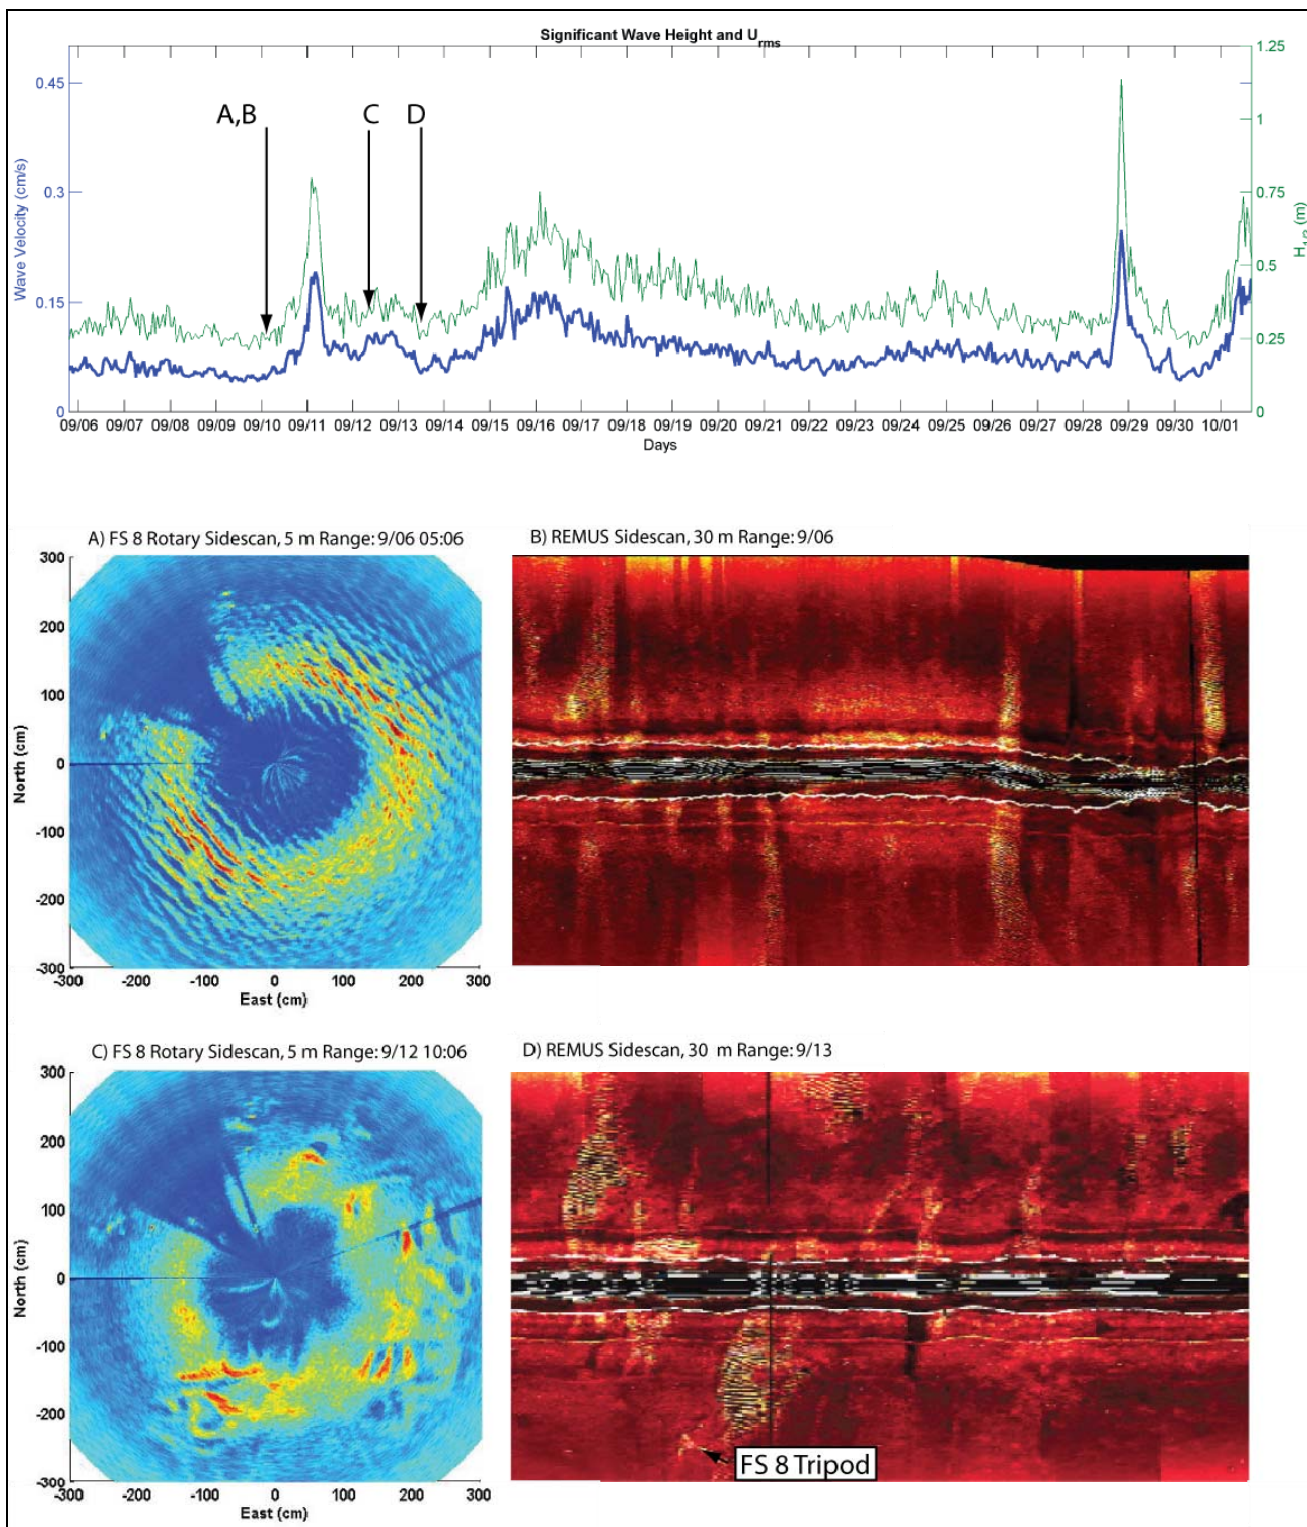 Significant Wave Height and Urms
0.45
0.3
0.15
0
Wave Velocity (cm/s)
1.25
1
0.75
0.5
0.25
0
H1/3 (m)
A,B
C
D
09/06 09/07 09/08 09/09 09/10 09/11 09/12 09/13 09/14 09/15 09/16 09/17 09/18 09/19 09/20 09/21 09/22 09/23 09/24 09/25 09/26 09/27 09/28 09/29 09/30 10/01
Days
A) FS 8 Rotary Sidescan, 5 m Range: 9/06 05:06
300
200
100
0
-100
-200
-300
North (cm)
-300 -200 -100 0 100 200 300
East (cm)
B) REMUS Sidescan, 30 m Range: 9/06
C) FS 8 Rotary Sidescan, 5 m Range: 9/12 10:06
300
200
100
0
-100
-200
-300
North (cm)
-300 -200 -100 0 100 200 300
East (cm)
D) REMUS Sidescan, 30 m Range: 9/13
FS 8 Tripod